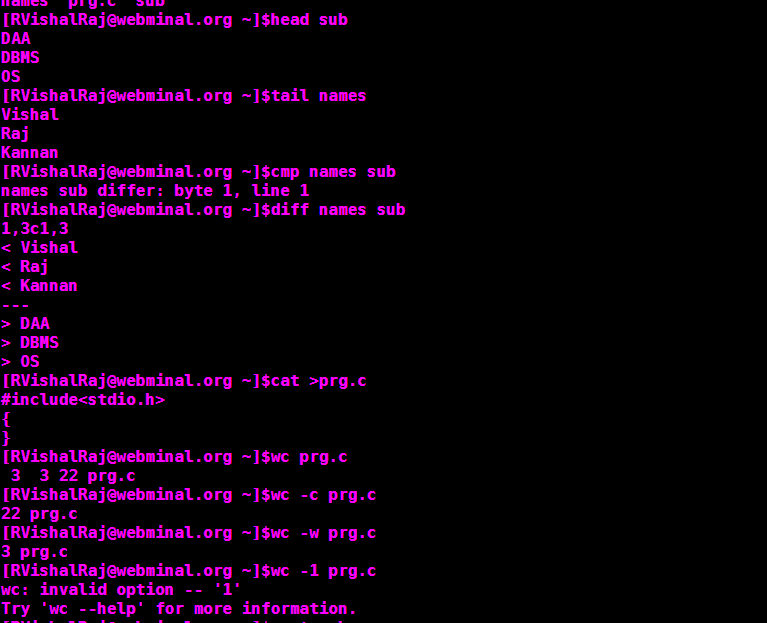 names  prg.c  sub
[RVishalRaj@webminal.org ~]$head sub
DAA
DBMS
OS
[RVishalRaj@webminal.org ~]$tail names
Vishal
Raj
Kannan
[RVishalRaj@webminal.org ~]$cmp names sub
names sub differ: byte 1, line 1
[RVishalRaj@webminal.org ~]$diff names sub
1,3c1,3
< Vishal
< Raj
< Kannan
---
> DAA
> DBMS
> OS
[RVishalRaj@webminal.org ~]$cat >prg.c
#include<stdio.h>
{
}
[RVishalRaj@webminal.org ~]$wc prg.c
 3  3 22 prg.c
[RVishalRaj@webminal.org ~]$wc -c prg.c
22 prg.c
[RVishalRaj@webminal.org ~]$wc -w prg.c
3 prg.c
[RVishalRaj@webminal.org ~]$wc -1 prg.c
wc: invalid option -- '1'
Try 'wc --help' for more information.